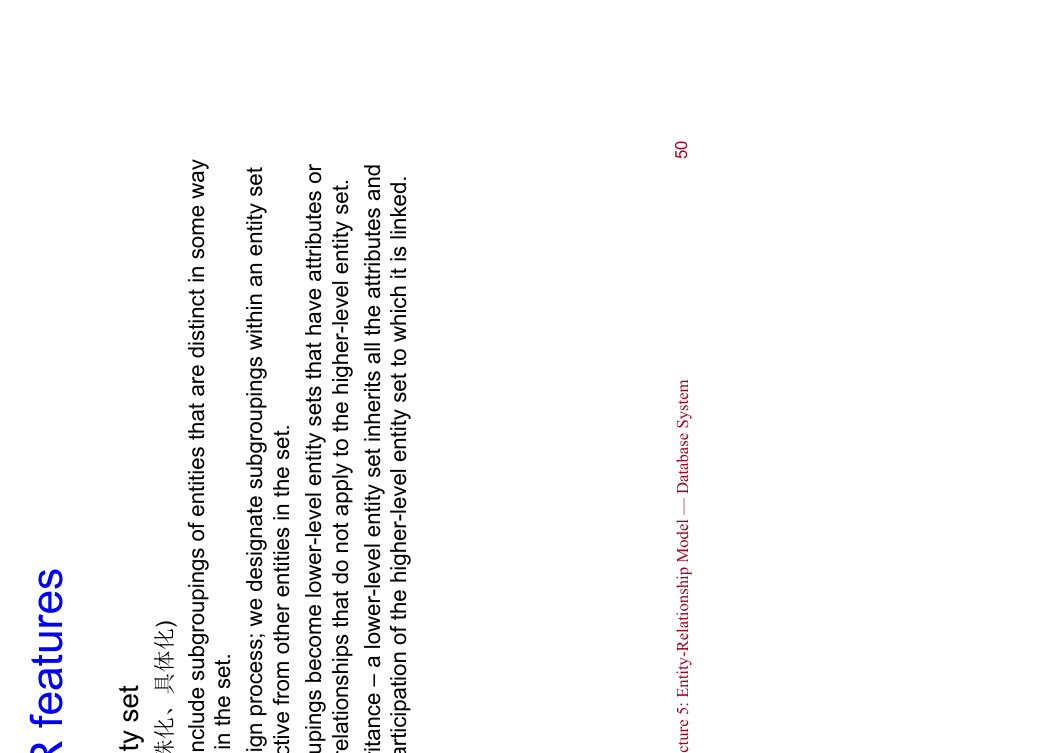 R features
ty set
殊化、具体化)
nclude subgroupings of entities that are distinct in some way
in the set.
ign process; we designate subgroupings within an entity set
ctive from other entities in the set.
upings become lower-level entity sets that have attributes or
relationships that do not apply to the higher-level entity set.
itance – a lower-level entity set inherits all the attributes and
articipation of the higher-level entity set to which it is linked.
cture 5: Entity-Relationship Model — Database System
50